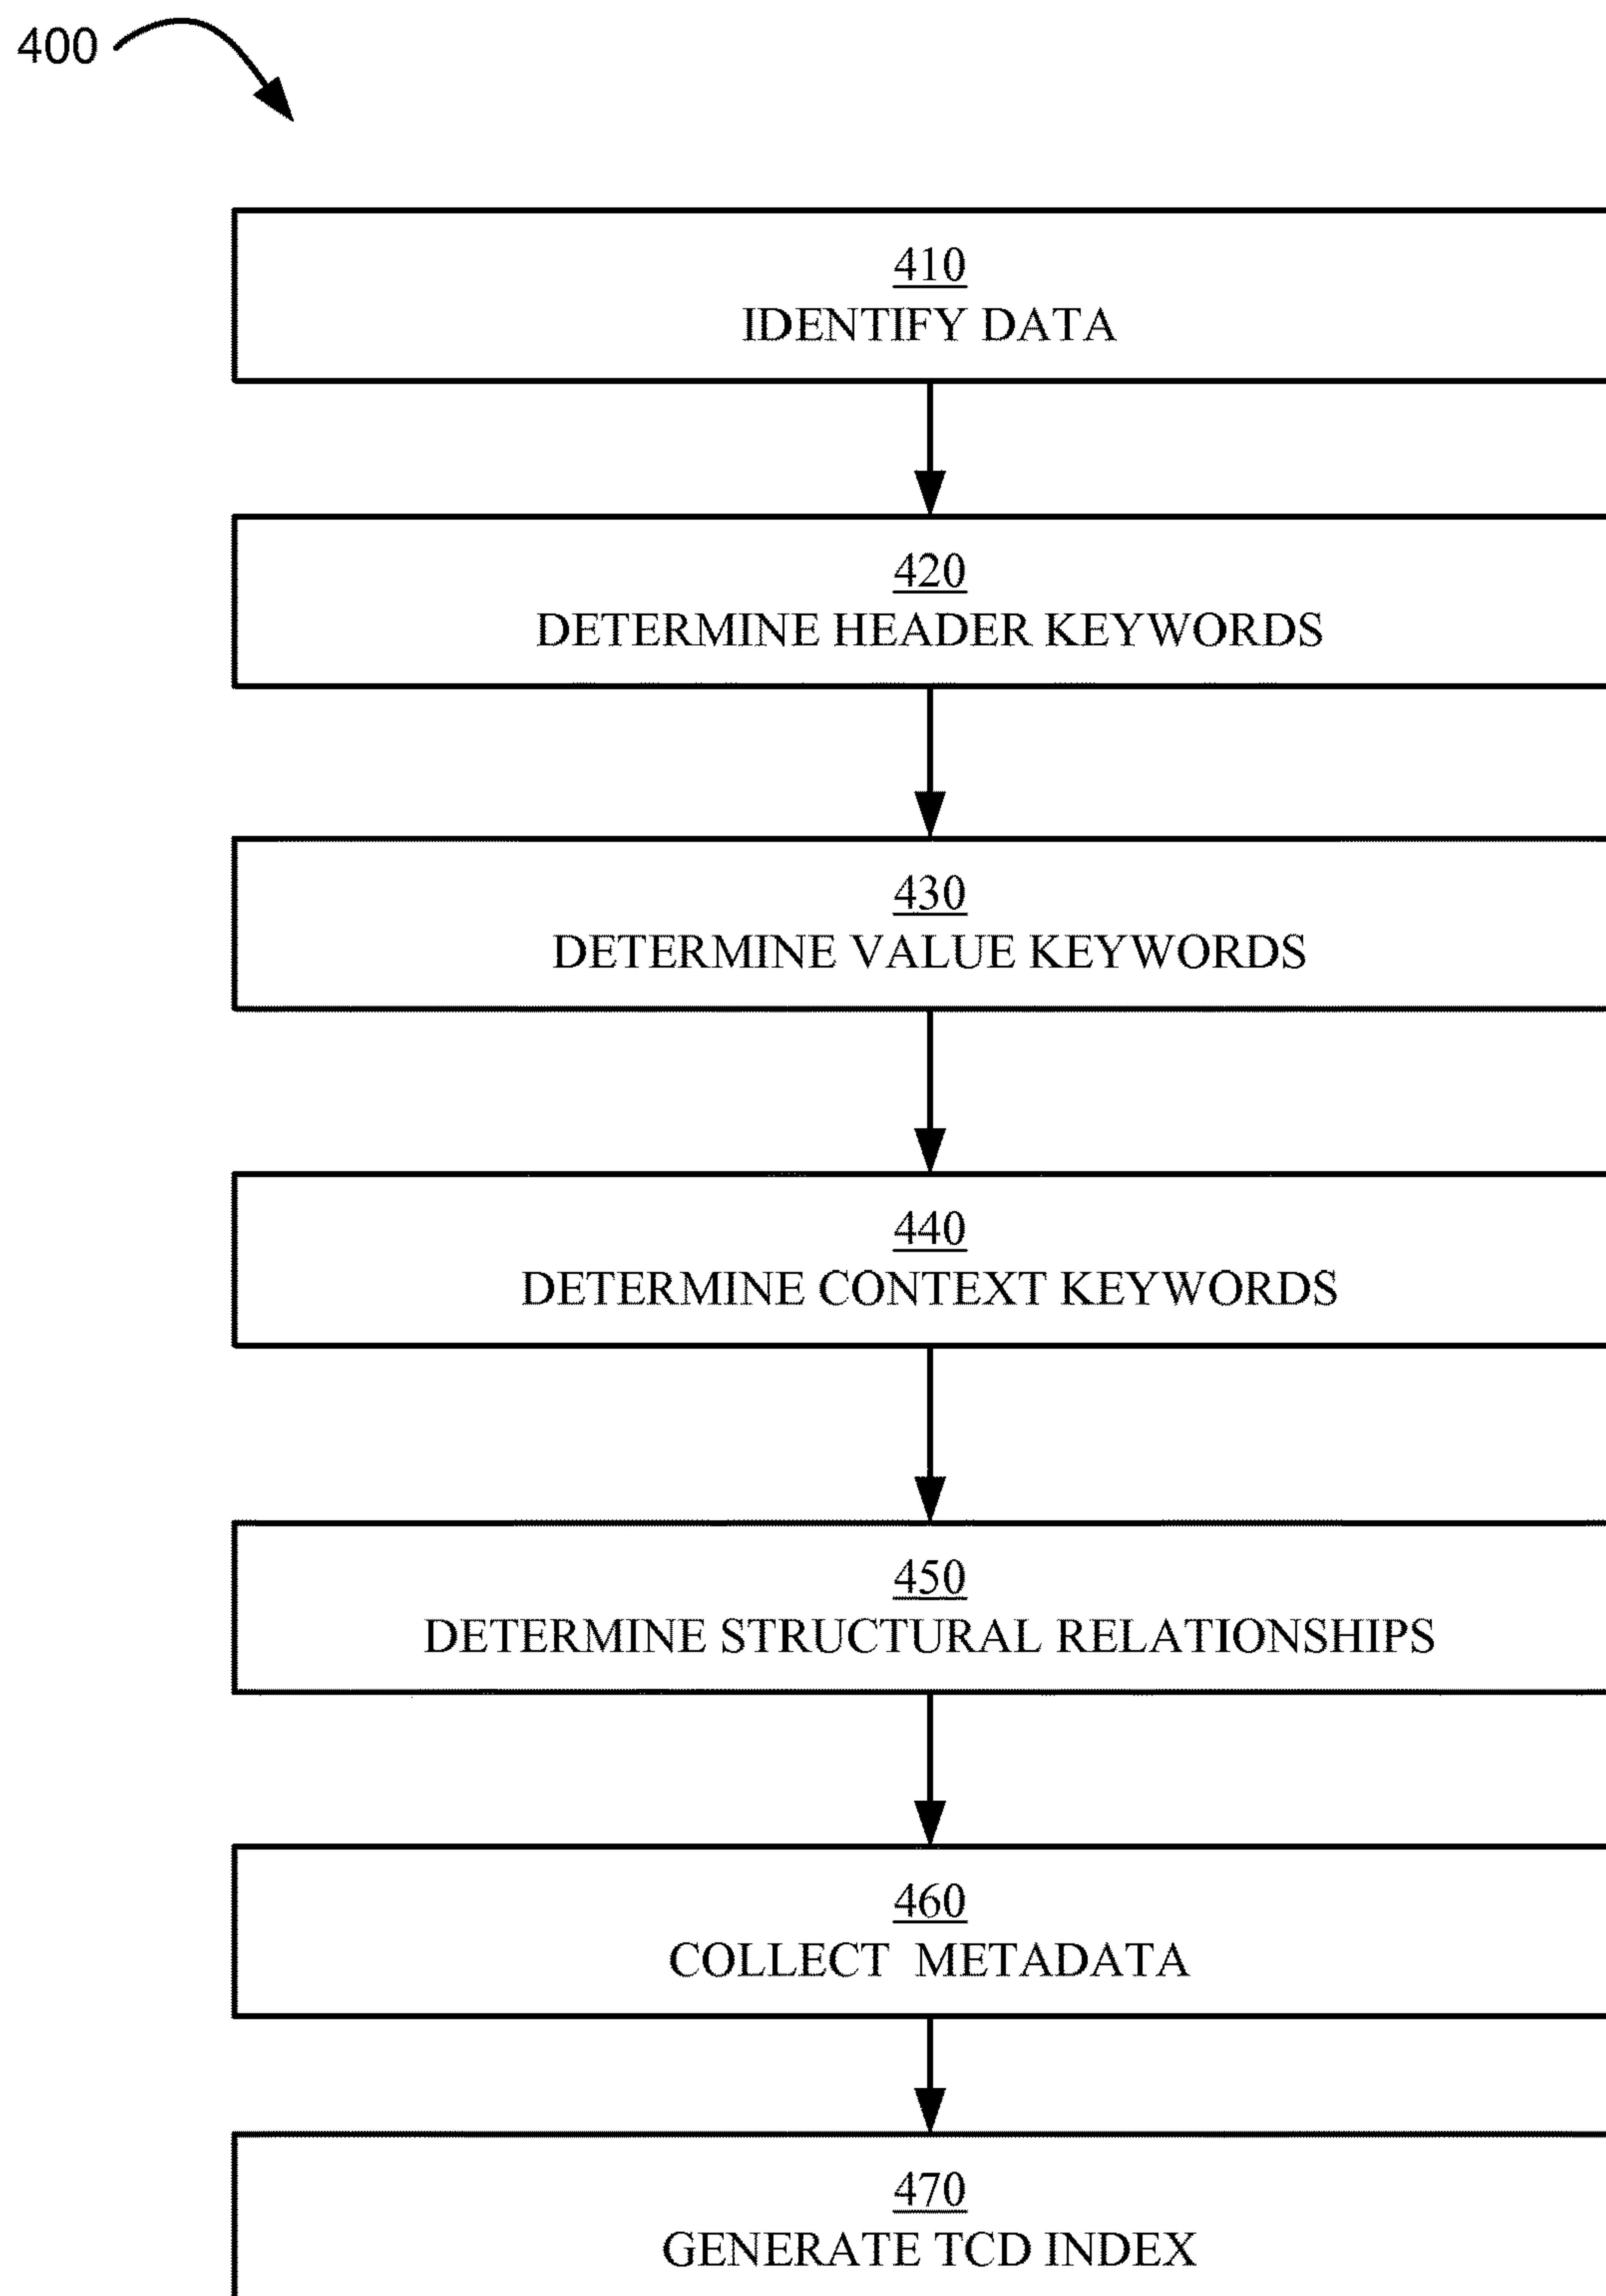 400
410
IDENTIFY DATA
420
DETERMINE HEADER KEYWORDS
430
DETERMINE VALUE KEYWORDS
440
DETERMINE CONTEXT KEYWORDS
450
DETERMINE STRUCTURAL RELATIONSHIPS
460
COLLECT METADATA
470
GENERATE TCD INDEX